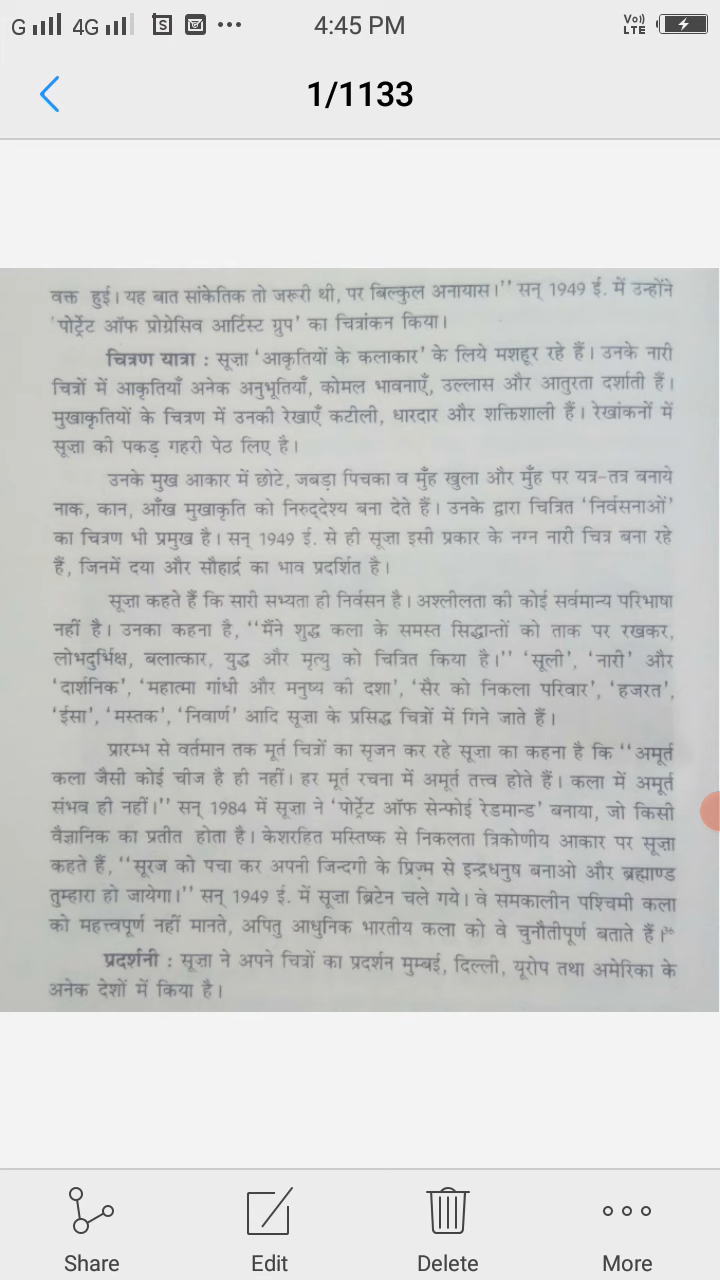 G 4G S 4:45 PM Vo)) LTE
1/1133
वक्त हुई। यह बात सांकेतिक तो जरूरी थी, पर बिल्कुल अनायास।'' सन् 1949 ई. में उन्होंने
'पोर्ट्रेट ऑफ प्रोग्रेसिव आर्टिस्ट ग्रुप' का चित्रांकन किया।
चित्रण यात्रा : सूज़ा 'आकृतियों के कलाकार' के लिये मशहूर रहे हैं। उनके नारी
चित्रों में आकृतियाँ अनेक अनुभूतियाँ, कोमल भावनाएँ, उल्लास और आतुरता दर्शाती हैं।
मुखाकृतियों के चित्रण में उनकी रेखाएँ कटीली, धारदार और शक्तिशाली हैं। रेखांकनों में
सूज़ा की पकड़ गहरी पेठ लिए है।
उनके मुख आकार में छोटे, जबड़ा पिचका व मुँह खुला और मुँह पर यत्र-तत्र बनाये
नाक, कान, आँख मुखाकृति को निरुद्देश्य बना देते हैं। उनके द्वारा चित्रित 'निर्वसनाओं'
का चित्रण भी प्रमुख है। सन् 1949 ई. से ही सूज़ा इसी प्रकार के नग्न नारी चित्र बना रहे
हैं, जिनमें दया और सौहार्द्र का भाव प्रदर्शित है।
सूज़ा कहते हैं कि सारी सभ्यता ही निर्वसन है। अश्लीलता की कोई सर्वमान्य परिभाषा
नहीं है। उनका कहना है, ''मैंने शुद्ध कला के समस्त सिद्धान्तों को ताक पर रखकर,
लोभदुर्भिक्ष, बलात्कार, युद्ध और मृत्यु को चित्रित किया है।'' 'सूली', 'नारी' और
'दार्शनिक', 'महात्मा गांधी और मनुष्य की दशा', 'सैर को निकला परिवार', 'हजरत',
'ईसा', 'मस्तक', 'निवार्ण' आदि सूज़ा के प्रसिद्ध चित्रों में गिने जाते हैं।
प्रारम्भ से वर्तमान तक मूर्त चित्रों का सृजन कर रहे सूज़ा का कहना है कि ''अमूर्त
कला जैसी कोई चीज है ही नहीं। हर मूर्त रचना में अमूर्त तत्त्व होते हैं। कला में अमूर्त
संभव ही नहीं।'' सन् 1984 में सूज़ा ने 'पोर्ट्रेट ऑफ सेन्फोई रेडमान्ड' बनाया, जो किसी
वैज्ञानिक का प्रतीत होता है। केशरहित मस्तिष्क से निकलता त्रिकोणीय आकार पर सूज़ा
कहते हैं, ''सूरज को पचा कर अपनी जिन्दगी के प्रिज़्म से इन्द्रधनुष बनाओ और ब्रह्माण्ड
तुम्हारा हो जायेगा।'' सन् 1949 ई. में सूज़ा ब्रिटेन चले गये। वे समकालीन पश्चिमी कला
को महत्त्वपूर्ण नहीं मानते, अपितु आधुनिक भारतीय कला को वे चुनौतीपूर्ण बताते हैं।
प्रदर्शनी : सूज़ा ने अपने चित्रों का प्रदर्शन मुम्बई, दिल्ली, यूरोप तथा अमेरिका के
अनेक देशों में किया है।
Share Edit Delete More